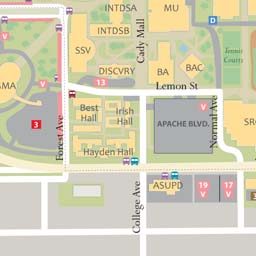 INTDSA
MU
INTDSB
Cady Mall
D
V
SSV
Tennis
Courts
BA
DISCVRY
BAC
GMA
13
Lemon St
V
Best
Hall
Irish
Hall
3
APACHE BLVD.
Normal Ave
SRC
Forest Ave
Hayden Hall
ASUPD
19
V
17
V
College Ave